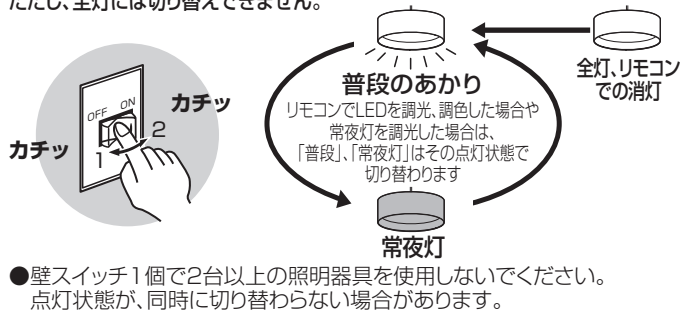 ただし、全灯には切り替えできません。
OFF ON
カチッ
2
カチッ
1
普段のあかり
リモコンでLEDを調光、調色した場合や
常夜灯を調光した場合は、
「普段」、「常夜灯」はその点灯状態で
切り替わります
全灯、リモコン
での消灯
常夜灯
●壁スイッチ1個で2台以上の照明器具を使用しないでください。
点灯状態が、同時に切り替わらない場合があります。